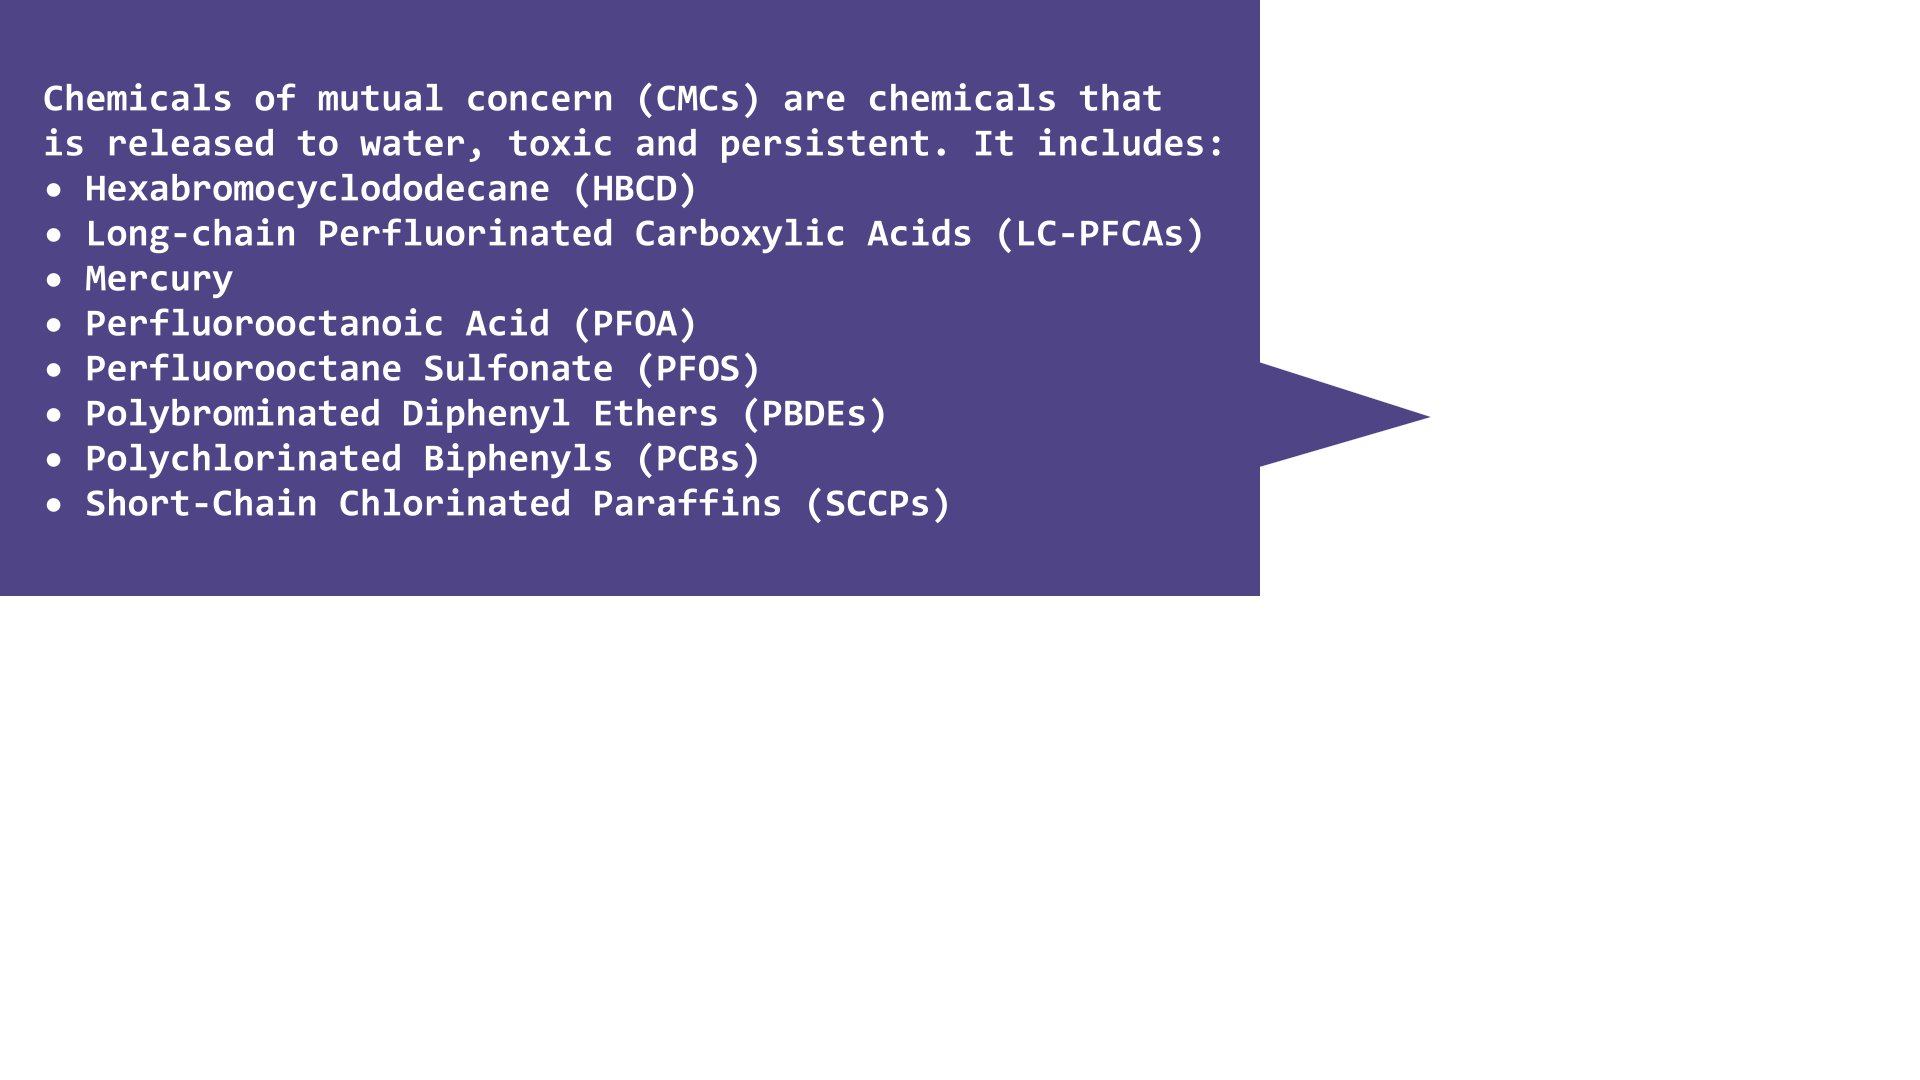 Chemicals of mutual concern (CMCs) are chemicals that
is released to water, toxic and persistent. It includes:
• Hexabromocyclododecane (HBCD)
• Long-chain Perfluorinated Carboxylic Acids (LC-PFCAs)
• Mercury
• Perfluorooctanoic Acid (PFOA)
• Perfluorooctane Sulfonate (PFOS)
• Polybrominated Diphenyl Ethers (PBDEs)
• Polychlorinated Biphenyls (PCBs)
• Short-Chain Chlorinated Paraffins (SCCPs)